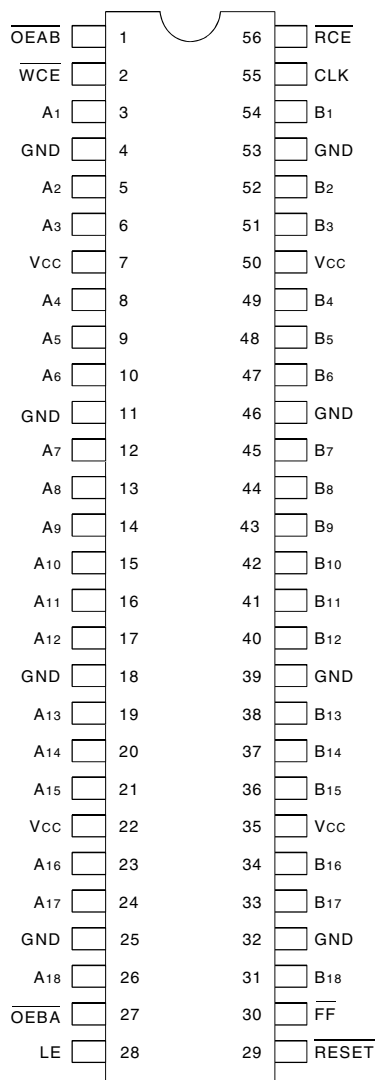 OEAB 1 56 RCE
WCE 2 55 CLK
A1 3 54 B1
GND 4 53 GND
A2 5 52 B2
A3 6 51 B3
VCC 7 50 VCC
A4 8 49 B4
A5 9 48 B5
A6 10 47 B6
GND 11 46 GND
A7 12 45 B7
A8 13 44 B8
A9 14 43 B9
A10 15 42 B10
A11 16 41 B11
A12 17 40 B12
GND 18 39 GND
A13 19 38 B13
A14 20 37 B14
A15 21 36 B15
VCC 22 35 VCC
A16 23 34 B16
A17 24 33 B17
GND 25 32 GND
A18 26 31 B18
OEBA 27 30 FF
LE 28 29 RESET